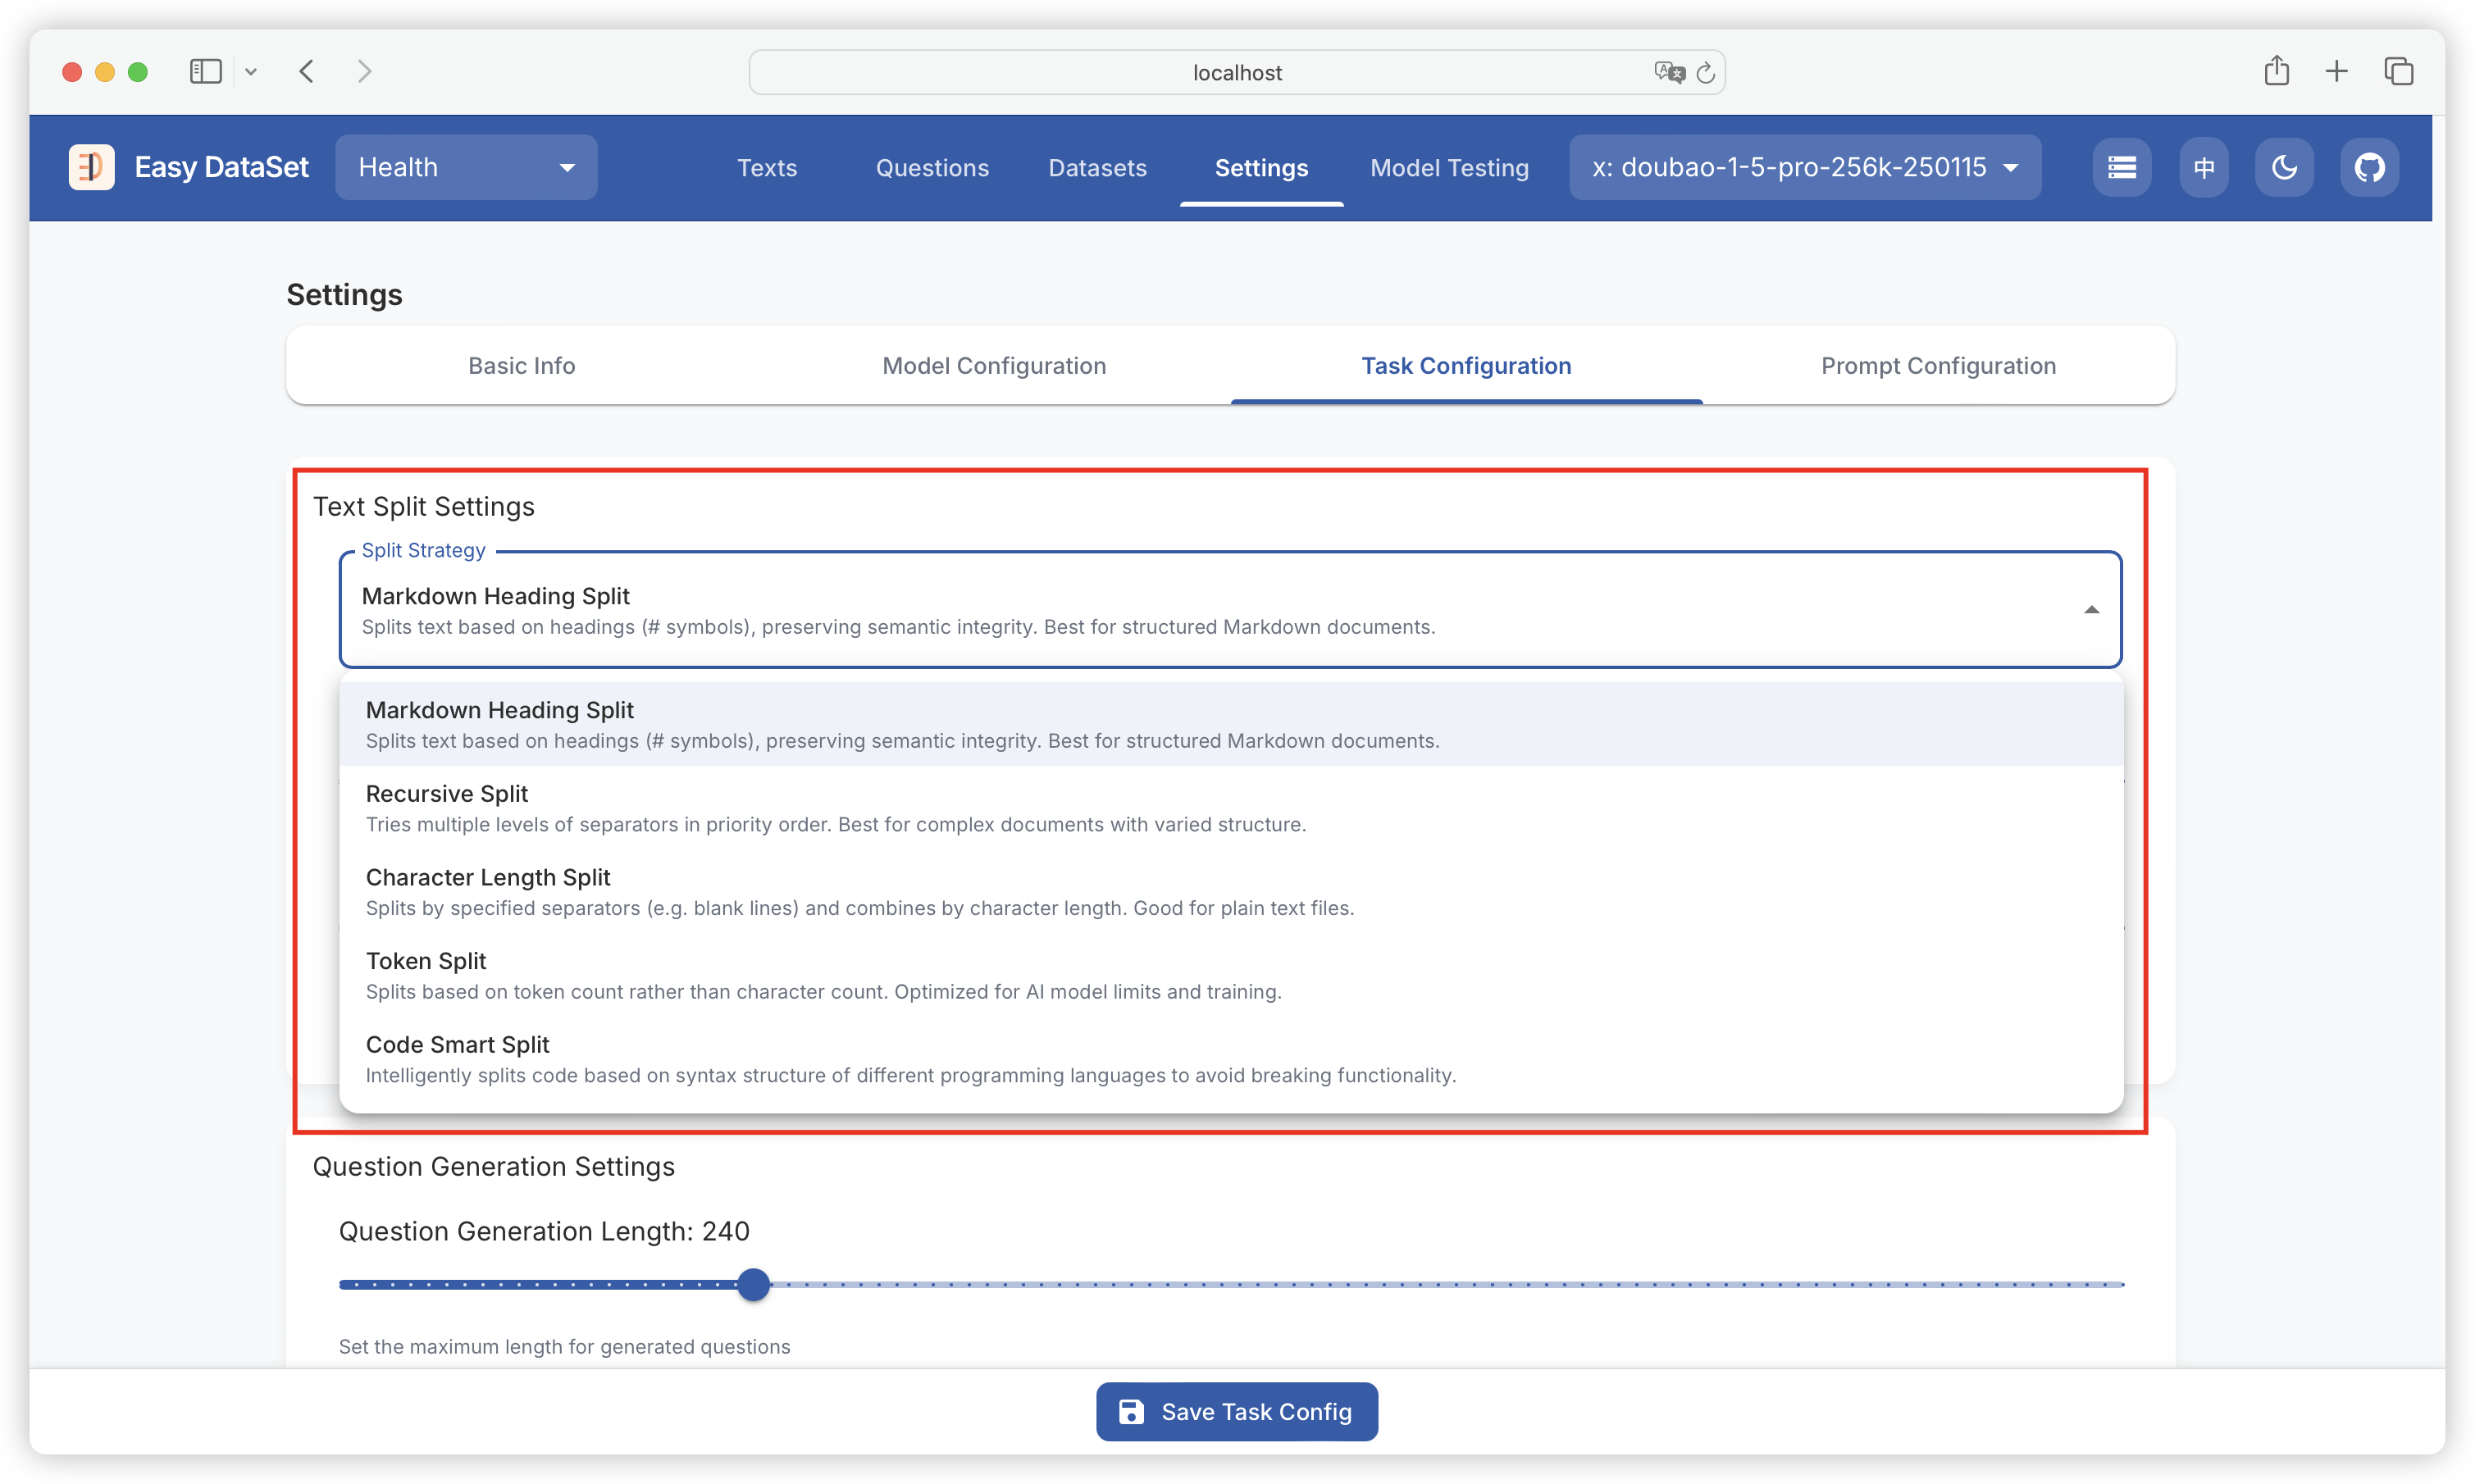 localhost
Easy DataSet
Health
Texts
Questions
Datasets
Settings
Model Testing
x: doubao-1-5-pro-256k-250115
中
Settings
Basic Info
Model Configuration
Task Configuration
Prompt Configuration
Text Split Settings
Split Strategy
Markdown Heading Split
Splits text based on headings (# symbols), preserving semantic integrity. Best for structured Markdown documents.
Markdown Heading Split
Splits text based on headings (# symbols), preserving semantic integrity. Best for structured Markdown documents.
Recursive Split
Tries multiple levels of separators in priority order. Best for complex documents with varied structure.
Character Length Split
Splits by specified separators (e.g. blank lines) and combines by character length. Good for plain text files.
Token Split
Splits based on token count rather than character count. Optimized for AI model limits and training.
Code Smart Split
Intelligently splits code based on syntax structure of different programming languages to avoid breaking functionality.
Question Generation Settings
Question Generation Length: 240
Set the maximum length for generated questions
Save Task Config